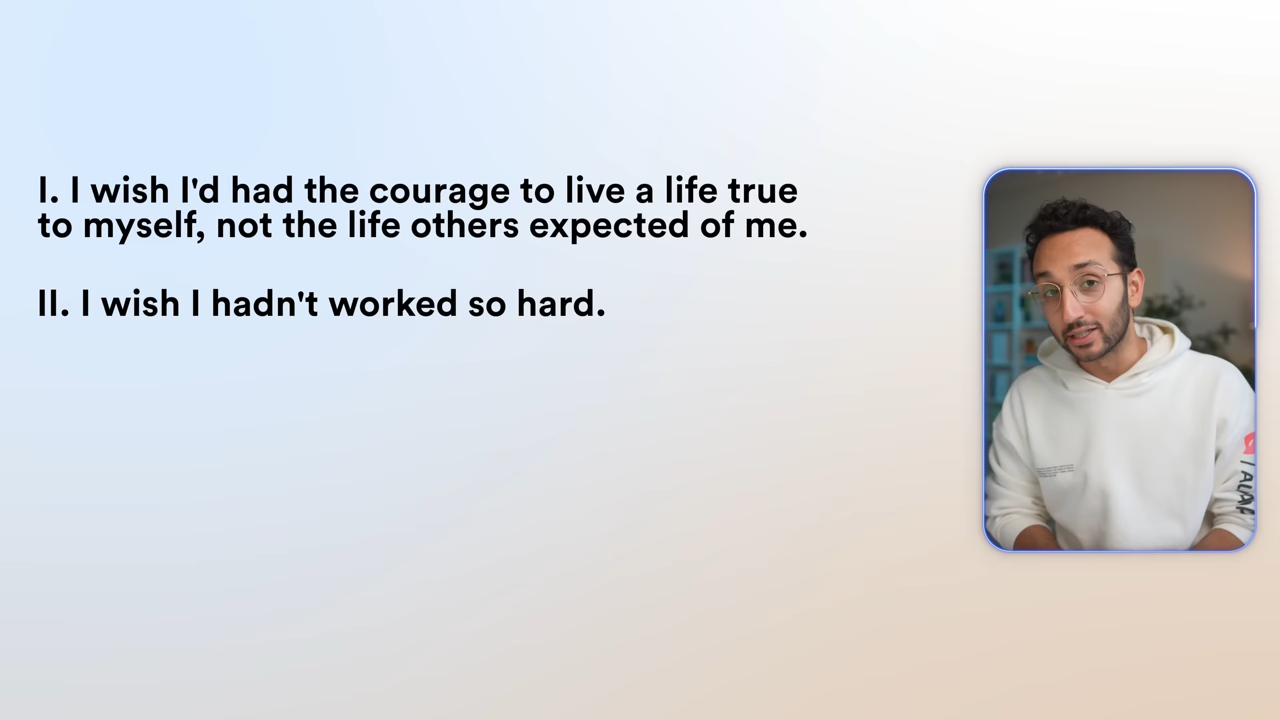 I. I wish I'd had the courage to live a life true
to myself, not the life others expected of me.
II. I wish I hadn't worked so hard.